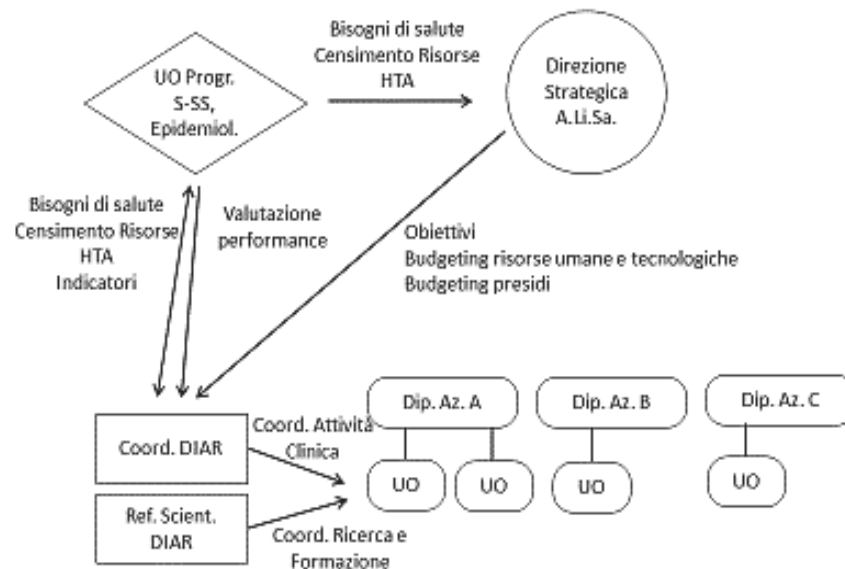 UO Progr.
S-SS,
Epidemiol.
Bisogni di salute
Censimento Risorse
HTA
Direzione
Strategica
A.Li.Sa.
Bisogni di salute
Censimento Risorse
HTA
Indicatori
Valutazione
performance
Obiettivi
Budgeting risorse umane e tecnologiche
Budgeting presidi
Coord. DIAR
Coord. Attività
Clinica
Ref. Scient.
DIAR
Coord. Ricerca e
Formazione
Dip. Az. A
Dip. Az. B
Dip. Az. C
UO
UO
UO
UO